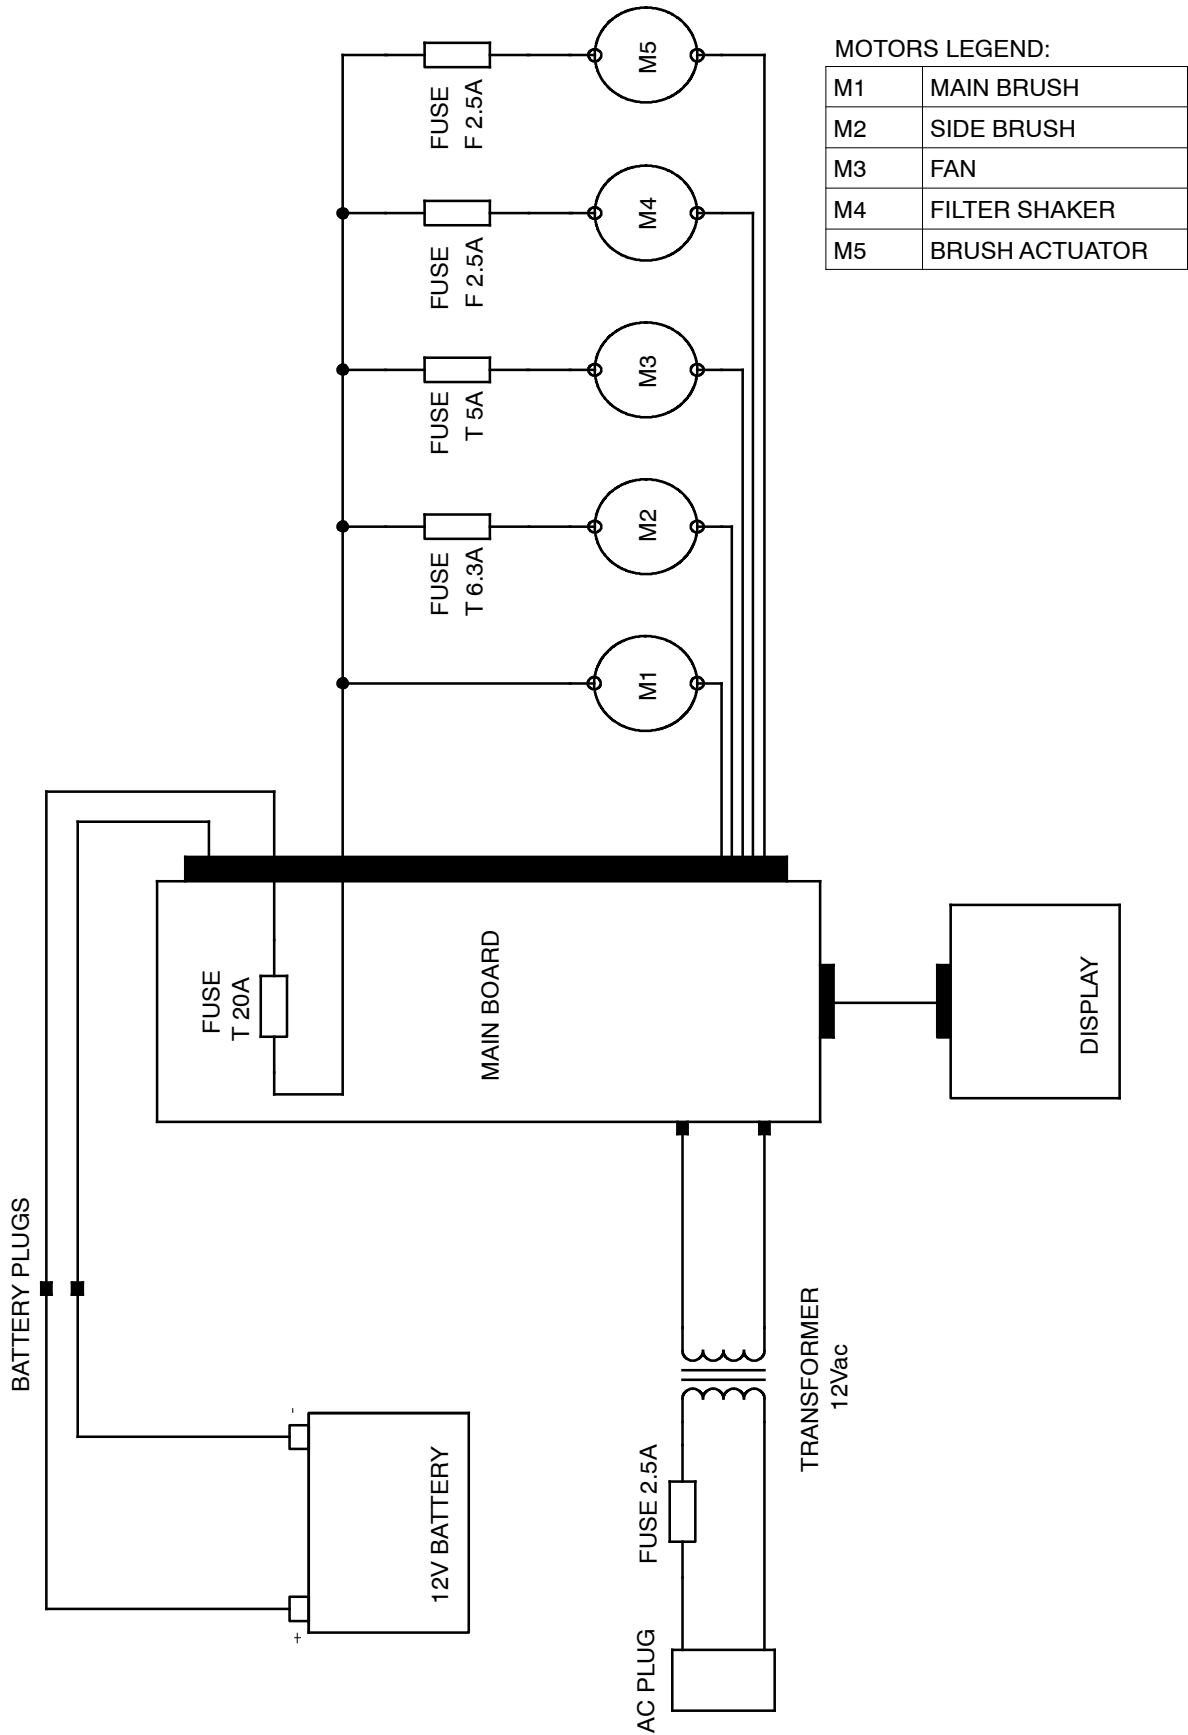 MOTORS LEGEND:
M1 MAIN BRUSH
M2 SIDE BRUSH
M3 FAN
M4 FILTER SHAKER
M5 BRUSH ACTUATOR
FUSE
F 2.5A
M5
FUSE
F 2.5A
M4
FUSE
T 5A
M3
FUSE
T 6.3A
M2
M1
FUSE
T 20A
MAIN BOARD
DISPLAY
BATTERY PLUGS
-
+
12V BATTERY
TRANSFORMER
12Vac
FUSE 2.5A
AC PLUG